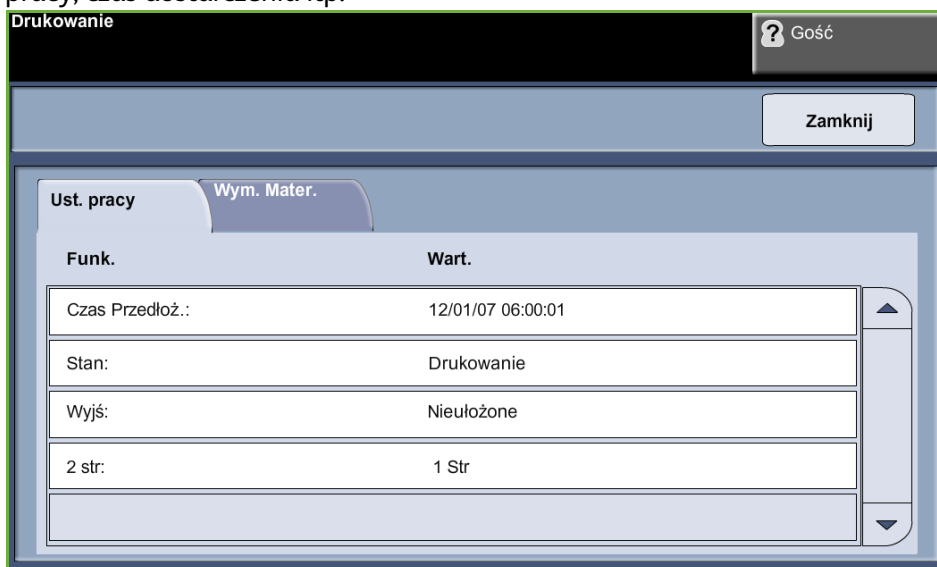 pracy, czas dostarczenia itp.
Drukowanie
? Gość
Zamknij
Ust. pracy
Wym. Mater.
Funk. Wart.
Czas Przedłoż.: 12/01/07 06:00:01
Stan: Drukowanie
Wyjś: Nieułożone
2 str: 1 Str